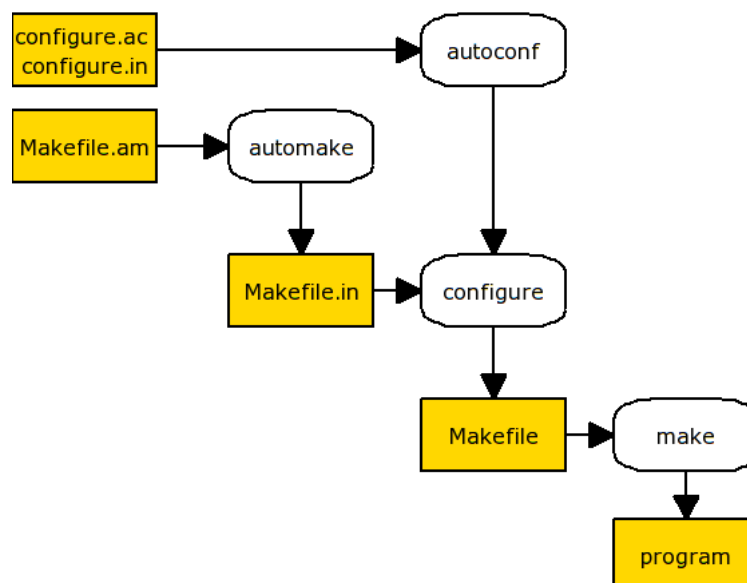 configure.ac
configure.in
autoconf
Makefile.am
automake
Makefile.in
configure
Makefile
make
program